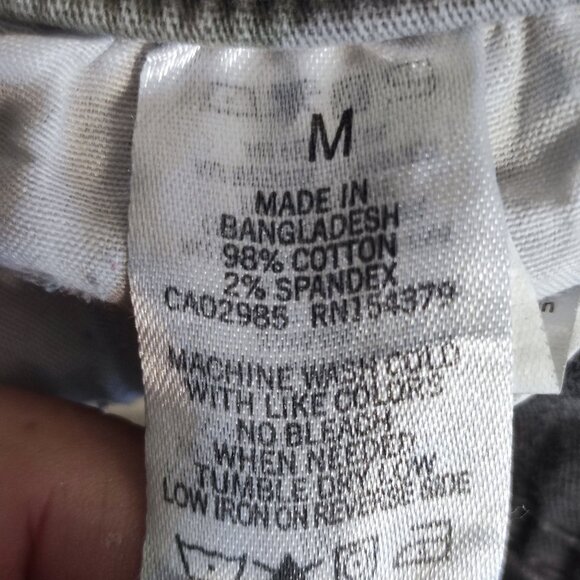 M
MADE IN
BANGLADESH
98% COTTON
2% SPANDEX
CA02985 RN154379
MACHINE WASH COLD
WITH LIKE COLORS
NO BLEACH
WHEN NEEDED
TUMBLE DRY LOW
LOW IRON ON REVERSE SIDE